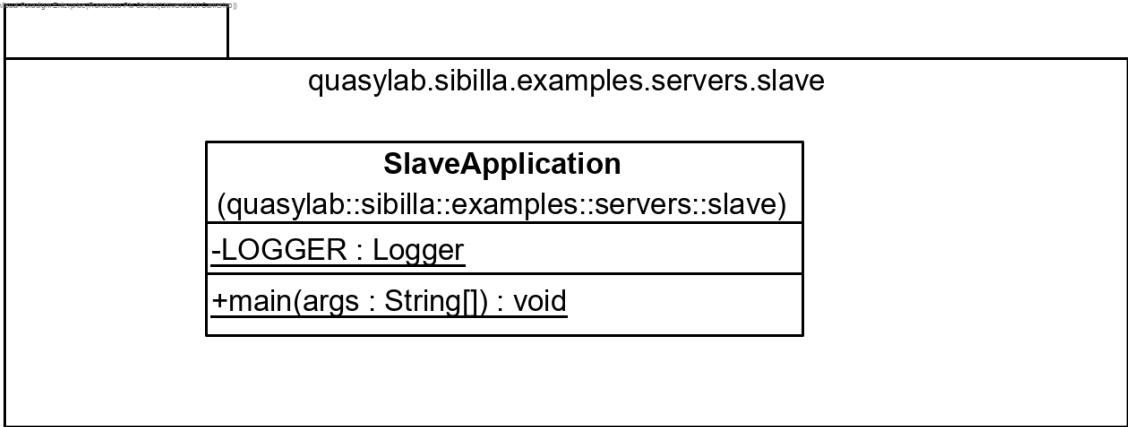 quasylab.sibilla.examples.servers.slave
SlaveApplication
(quasylab::sibilla::examples::servers::slave)
-LOGGER : Logger
+main(args : String[]) : void